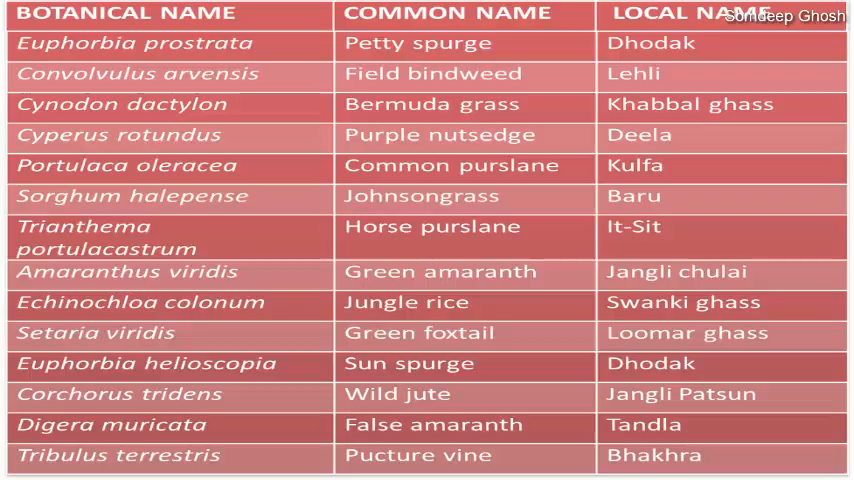 BOTANICAL NAME COMMON NAME LOCAL NAME
Somdeep Ghosh
Euphorbia prostrata Petty spurge Dhodak
Convolvulus arvensis Field bindweed Lehli
Cynodon dactylon Bermuda grass Khabbal ghass
Cyperus rotundus Purple nutsedge Deela
Portulaca oleracea Common purslane Kulfa
Sorghum halepense Johnsongrass Baru
Trianthema Horse purslane It-Sit
portulacastrum
Amaranthus viridis Green amaranth Jangli chulai
Echinochloa colonum Jungle rice Swanki ghass
Setaria viridis Green foxtail Loomar ghass
Euphorbia helioscopia Sun spurge Dhodak
Corchorus tridens Wild jute Jangli Patsun
Digera muricata False amaranth Tandla
Tribulus terrestris Pucture vine Bhakhra